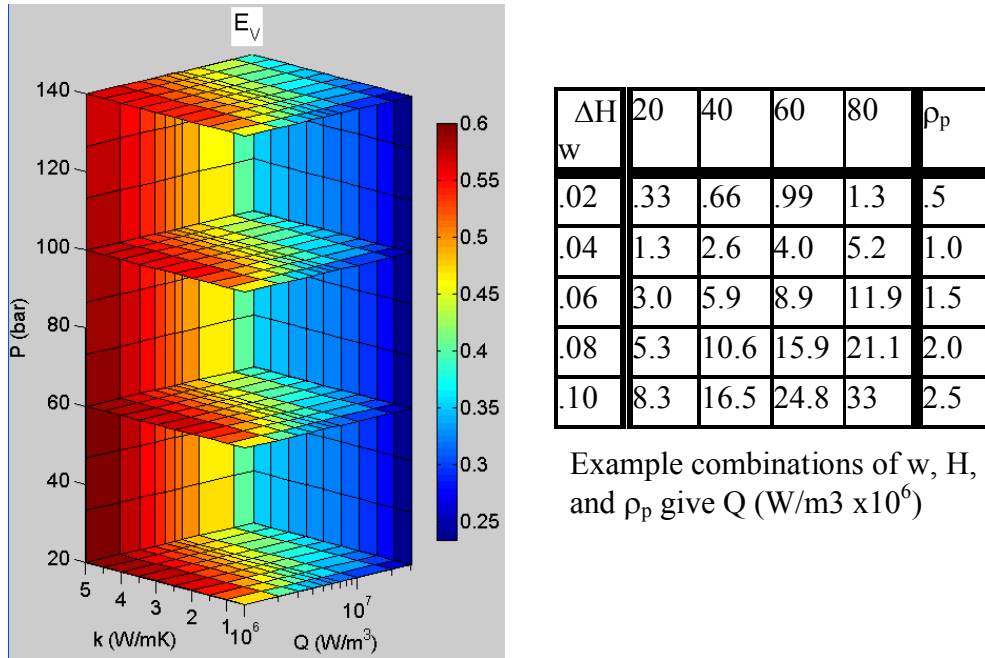 E_V
140
120
100
80
60
40
20
P (bar)
5
4
3
2
1
k (W/mK)
10^6
10^7
Q (W/m^3)
0.6
0.55
0.5
0.45
0.4
0.35
0.3
0.25
ΔH w 20 40 60 80 ρ_p
.02 .33 .66 .99 1.3 .5
.04 1.3 2.6 4.0 5.2 1.0
.06 3.0 5.9 8.9 11.9 1.5
.08 5.3 10.6 15.9 21.1 2.0
.10 8.3 16.5 24.8 33 2.5
Example combinations of w, H,
and ρ_p give Q (W/m3 x10^6)